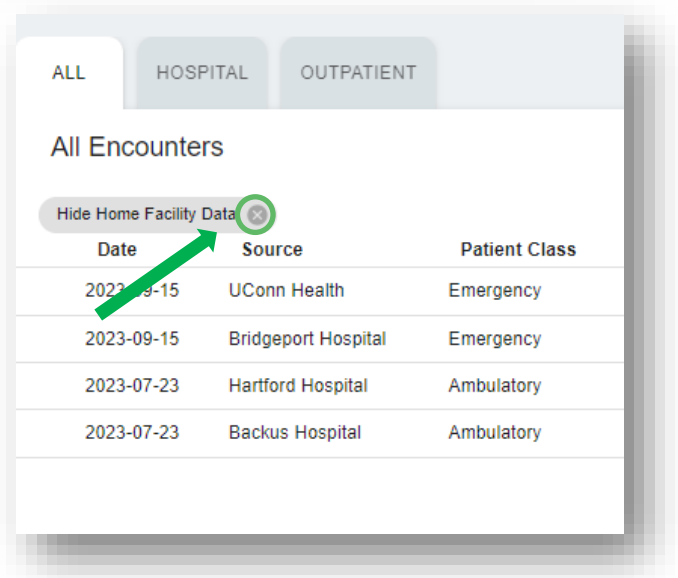 ALL HOSPITAL OUTPATIENT
All Encounters
Hide Home Facility Data
Date Source Patient Class
2023-09-15 UConn Health Emergency
2023-09-15 Bridgeport Hospital Emergency
2023-07-23 Hartford Hospital Ambulatory
2023-07-23 Backus Hospital Ambulatory